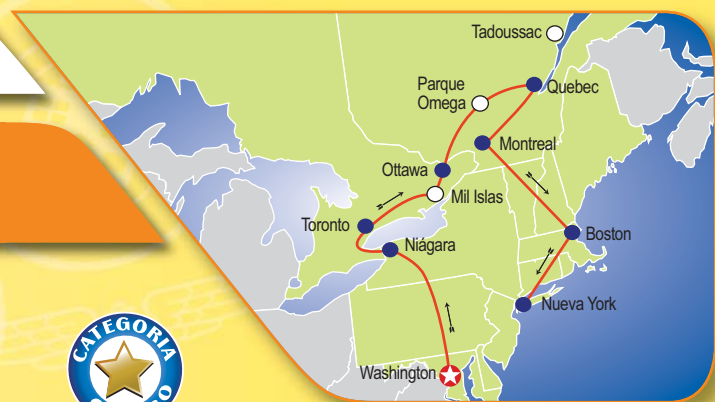 Tadoussac
Parque
Omega
Quebec
Montreal
Ottawa
Mil Islas
Toronto
Niágara
Boston
Nueva York
Washington
CATEGORIA